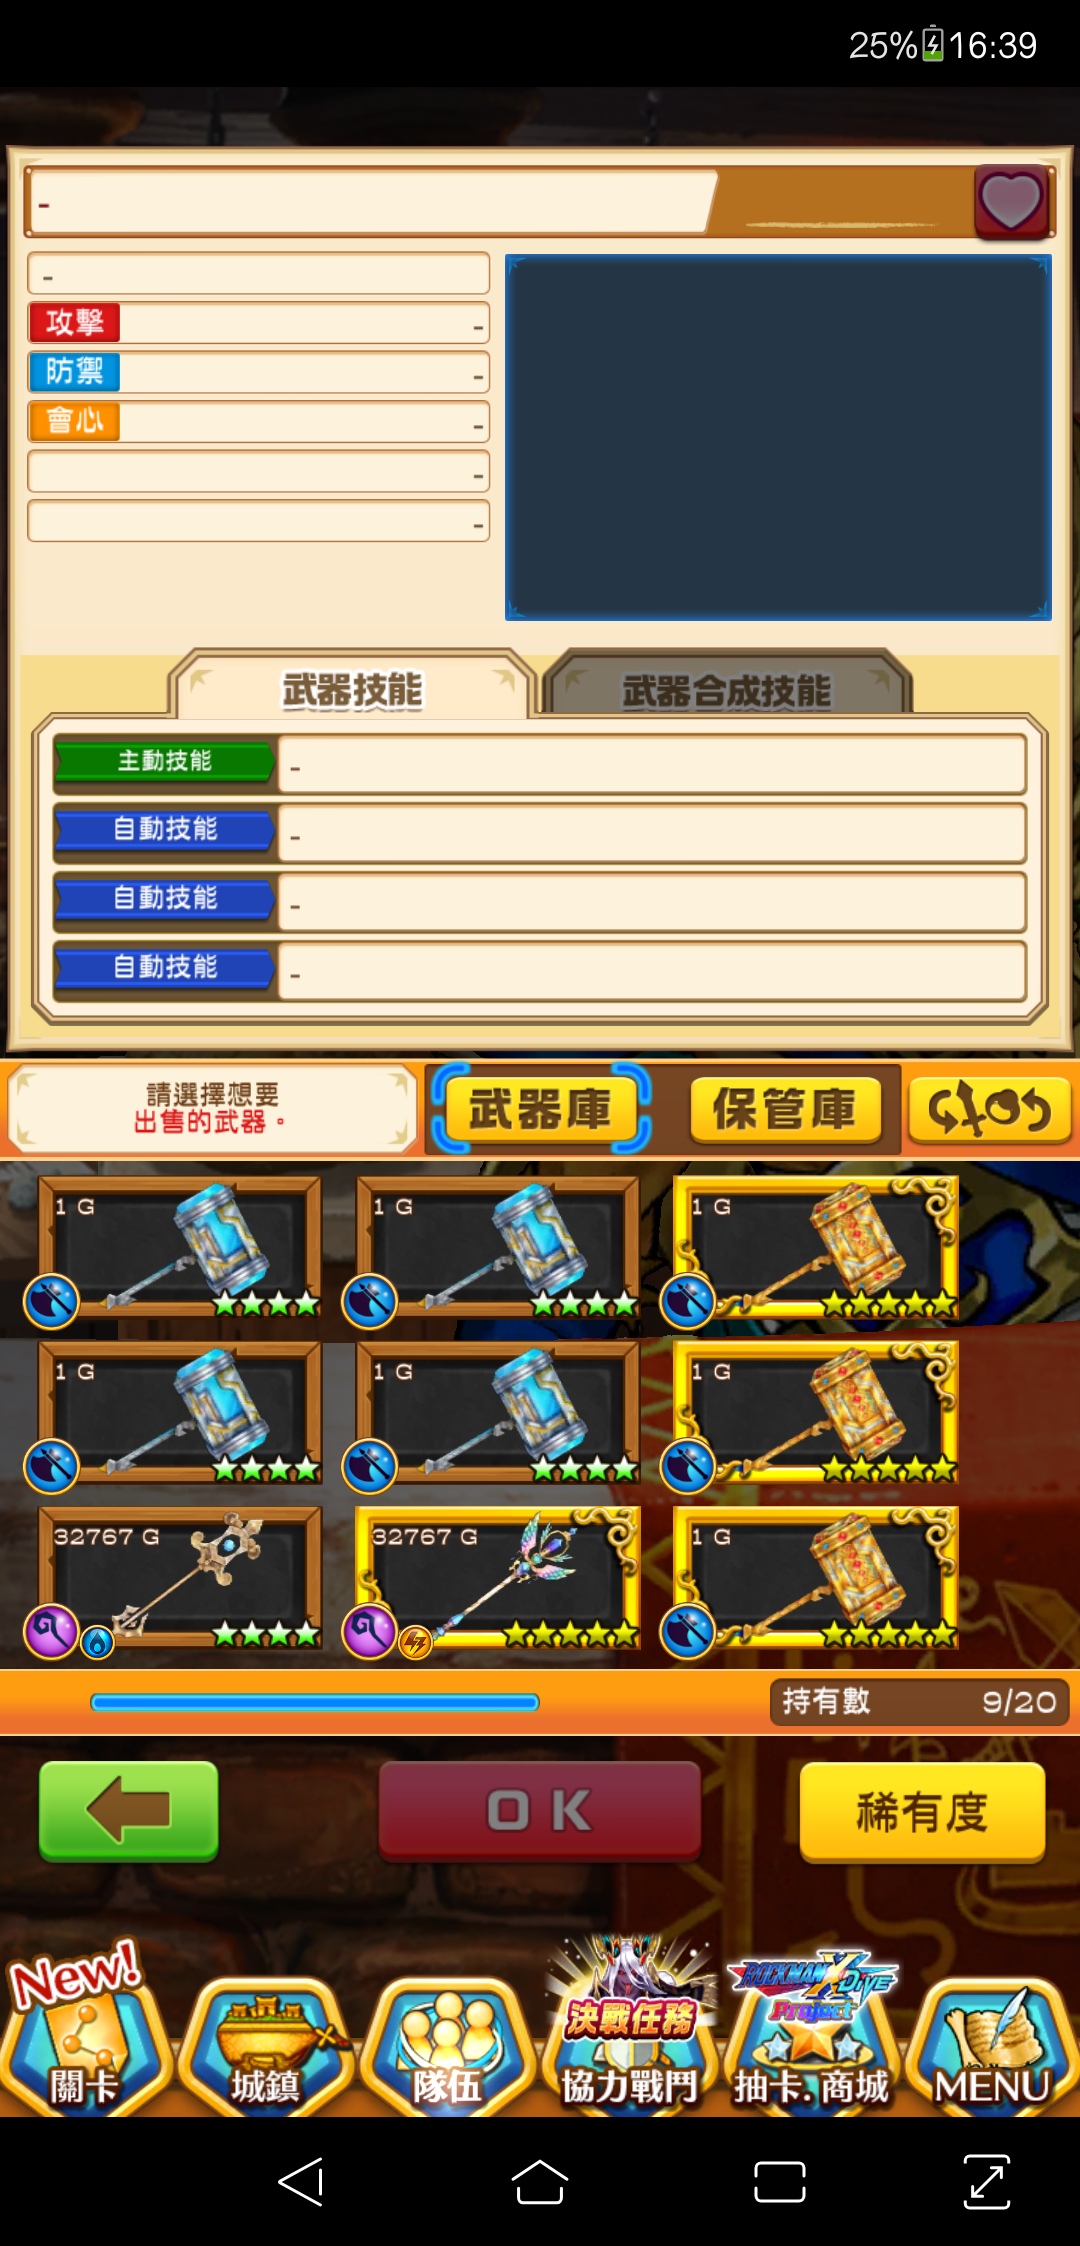 25% 16:39
-
-
攻擊 -
防禦 -
會心 -
-
-
武器技能 武器合成技能
主動技能 -
自動技能 -
自動技能 -
自動技能 -
請選擇想要
出售的武器。
武器庫 保管庫
1 G 1 G 1 G
1 G 1 G 1 G
32767 G 32767 G 1 G
持有數 9/20
OK 稀有度
New!
ROCKMAN X DiVE
Project
決戰任務
關卡 城鎮 隊伍 協力戰鬥 抽卡.商城 MENU